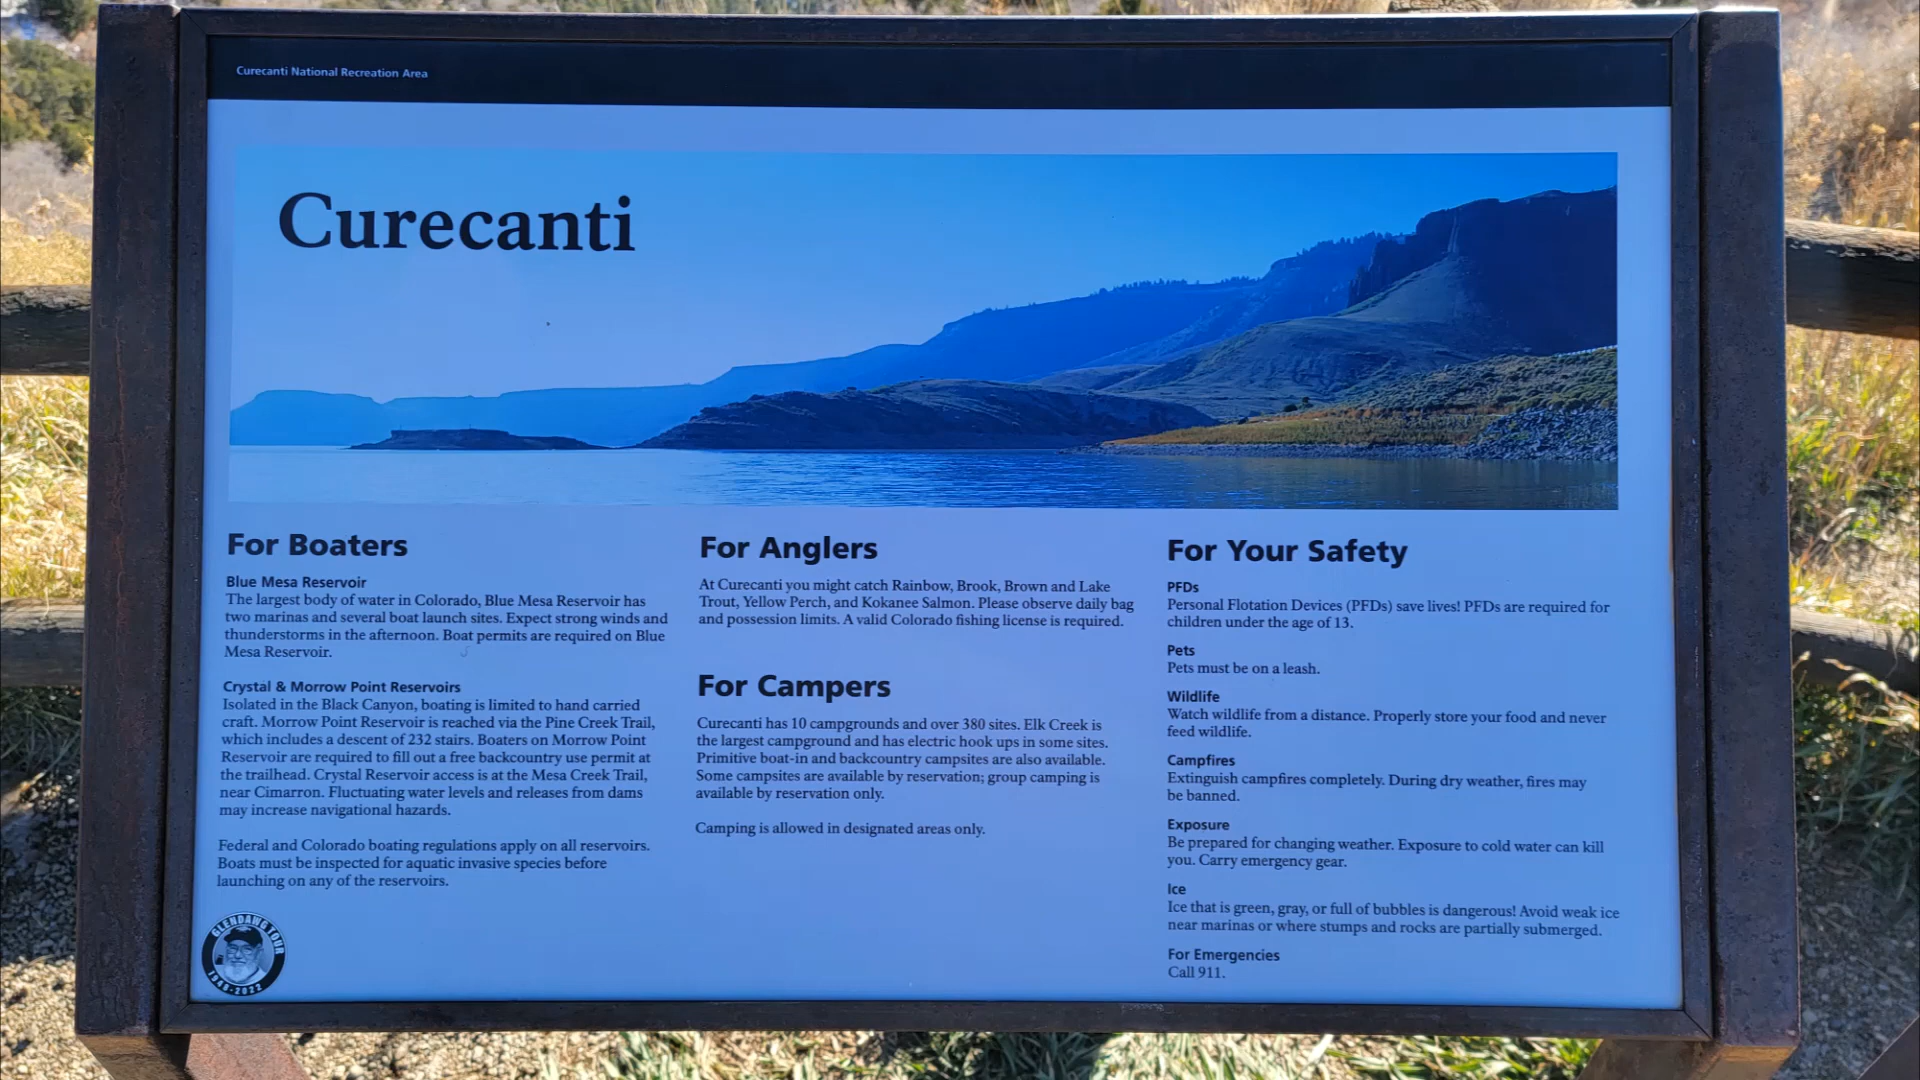 Curecanti National Recreation Area
Curecanti
For Boaters
Blue Mesa Reservoir
The largest body of water in Colorado, Blue Mesa Reservoir has
two marinas and several boat launch sites. Expect strong winds and
thunderstorms in the afternoon. Boat permits are required on Blue
Mesa Reservoir.
Crystal & Morrow Point Reservoirs
Isolated in the Black Canyon, boating is limited to hand carried
craft. Morrow Point Reservoir is reached via the Pine Creek Trail,
which includes a descent of 232 stairs. Boaters on Morrow Point
Reservoir are required to fill out a free backcountry use permit at
the trailhead. Crystal Reservoir access is at the Mesa Creek Trail,
near Cimarron. Fluctuating water levels and releases from dams
may increase navigational hazards.
Federal and Colorado boating regulations apply on all reservoirs.
Boats must be inspected for aquatic invasive species before
launching on any of the reservoirs.
For Anglers
At Curecanti you might catch Rainbow, Brook, Brown and Lake
Trout, Yellow Perch, and Kokanee Salmon. Please observe daily bag
and possession limits. A valid Colorado fishing license is required.
For Campers
Curecanti has 10 campgrounds and over 380 sites. Elk Creek is
the largest campground and has electric hook ups in some sites.
Primitive boat-in and backcountry campsites are also available.
Some campsites are available by reservation; group camping is
available by reservation only.
Camping is allowed in designated areas only.
For Your Safety
PFDs
Personal Flotation Devices (PFDs) save lives! PFDs are required for
children under the age of 13.
Pets
Pets must be on a leash.
Wildlife
Watch wildlife from a distance. Properly store your food and never
feed wildlife.
Campfires
Extinguish campfires completely. During dry weather, fires may
be banned.
Exposure
Be prepared for changing weather. Exposure to cold water can kill
you. Carry emergency gear.
Ice
Ice that is green, gray, or full of bubbles is dangerous! Avoid weak ice
near marinas or where stumps and rocks are partially submerged.
For Emergencies
Call 911.
GLENDAWG TOUR
1948-2022